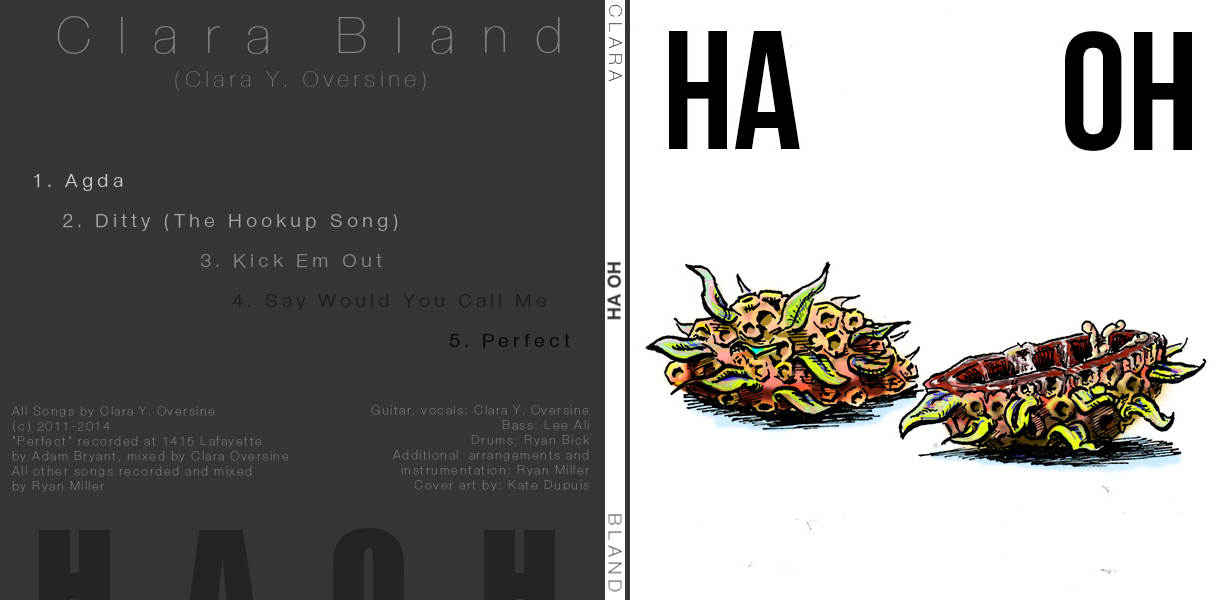 Clara Bland
(Clara Y. Oversine)
1. Agda
2. Ditty (The Hookup Song)
3. Kick Em Out
4. Say Would You Call Me
5. Perfect
All Songs by Clara Y. Oversine
(c) 2011-2014
"Perfect" recorded at 1415 Lafayette
by Adam Bryant, mixed by Clara Oversine
All other songs recorded and mixed
by Ryan Miller
Guitar, vocals: Clara Y. Oversine
Bass: Lee Ali
Drums: Ryan Bick
Additional arrangements and
instrumentation: Ryan Miller
Cover art by: Kate Dupuis
HAOH
CLARA
HA OH
BLAND
HA OH